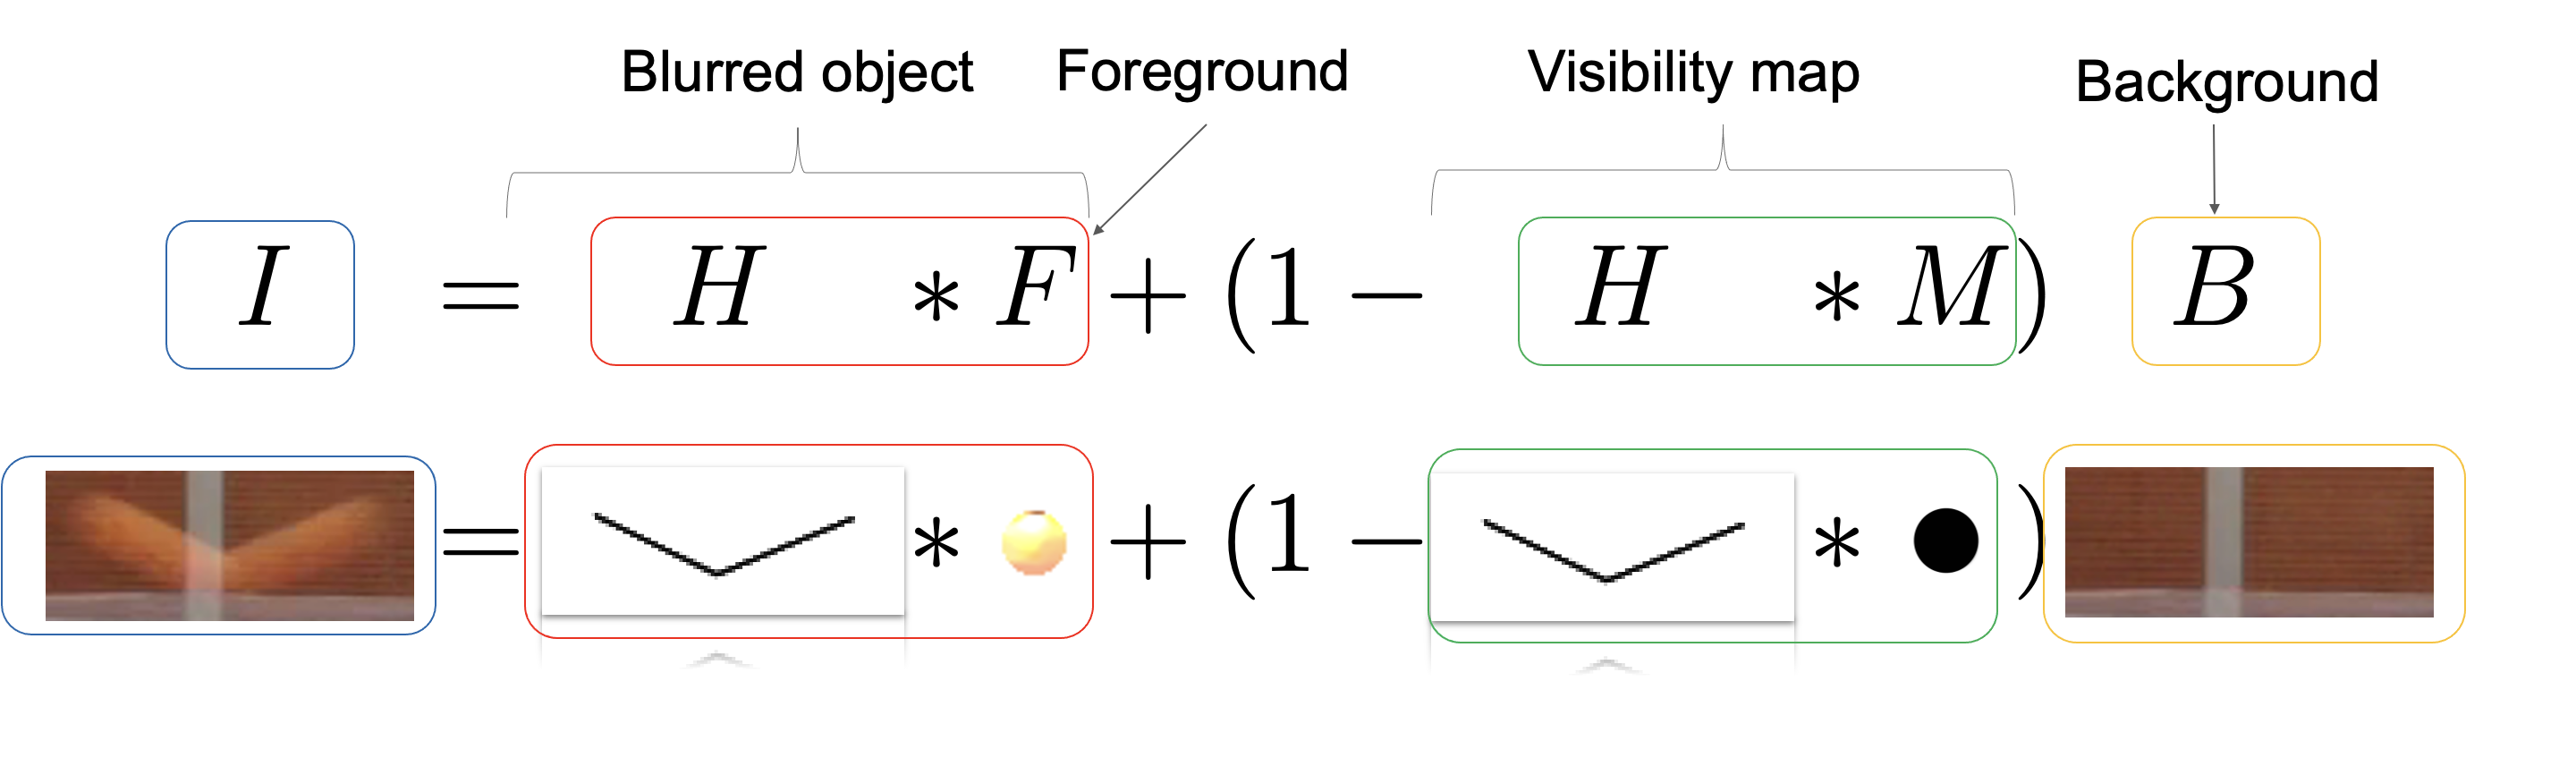 Blurred object Foreground Visibility map Background
I = H * F + (1 − H * M) B
= * + (1 − * )